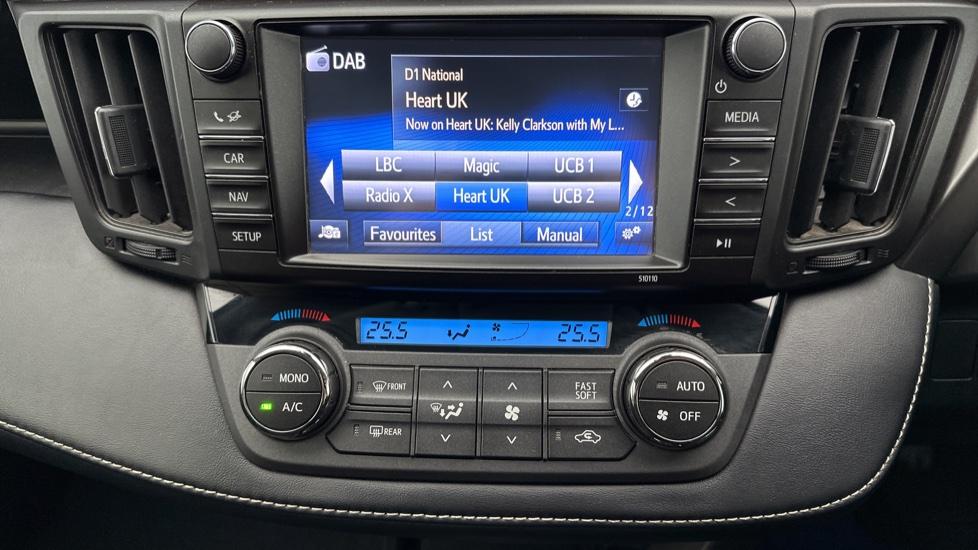 DAB
D1 National
Heart UK
Now on Heart UK: Kelly Clarkson with My L...
LBC Magic UCB 1
Radio X Heart UK UCB 2
2/12
Favourites List Manual
CAR
NAV
SETUP
MEDIA
>
<
510110
25.5 25.5
MONO
A/C
FRONT
REAR
FAST
SOFT
AUTO
OFF